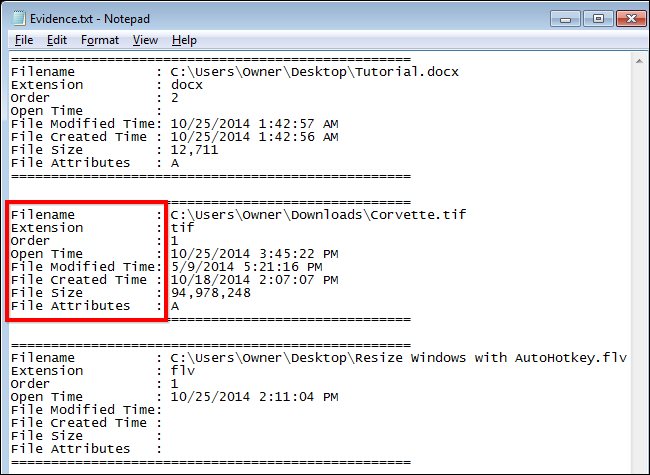 Evidence.txt - Notepad
File Edit Format View Help
==================================================
Filename          : C:\Users\Owner\Desktop\Tutorial.docx
Extension         : docx
Order             : 2
Open Time         :
File Modified Time: 10/25/2014 1:42:57 AM
File Created Time : 10/25/2014 1:42:56 AM
File Size         : 12,711
File Attributes   : A
==================================================
==================================================
Filename          : C:\Users\Owner\Downloads\Corvette.tif
Extension         : tif
Order             : 1
Open Time         : 10/25/2014 3:45:22 PM
File Modified Time: 5/9/2014 5:21:16 PM
File Created Time : 10/18/2014 2:07:07 PM
File Size         : 94,978,248
File Attributes   : A
==================================================
==================================================
Filename          : C:\Users\Owner\Desktop\Resize Windows with AutoHotkey.flv
Extension         : flv
Order             : 1
Open Time         : 10/25/2014 2:11:04 PM
File Modified Time:
File Created Time :
File Size         :
File Attributes   :
==================================================